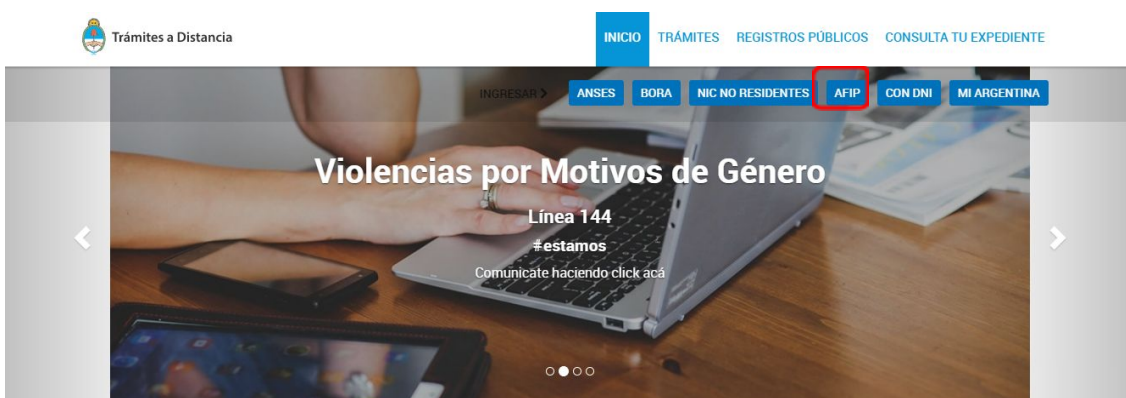 Trámites a Distancia
INICIO TRÁMITES REGISTROS PÚBLICOS CONSULTA TU EXPEDIENTE
INGRESAR ANSES BORA NIC NO RESIDENTES AFIP CON DNI MI ARGENTINA
Violencias por Motivos de Género
Línea 144
#estamos
Comunicate haciendo click acá